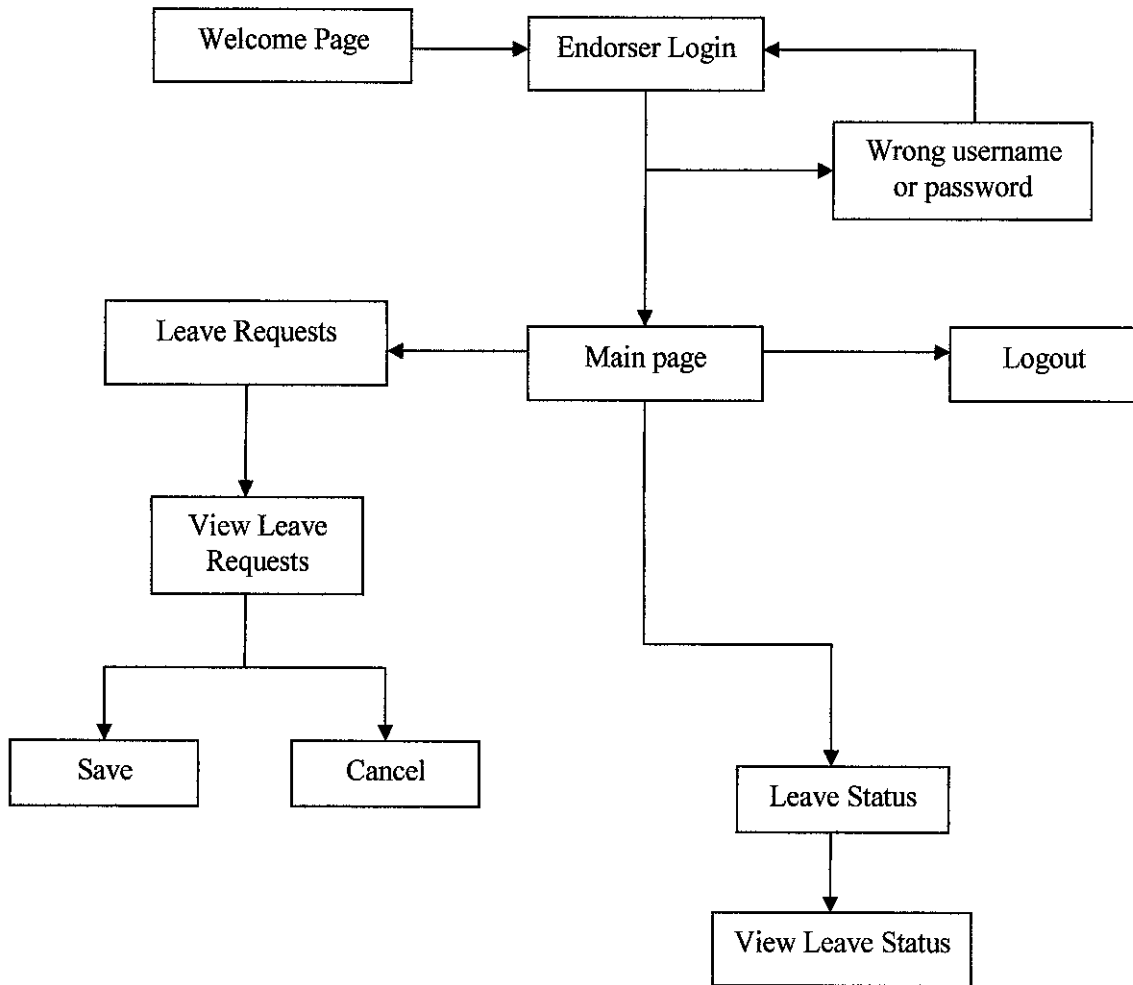 Welcome Page
Endorser Login
Wrong username
or password
Leave Requests
Main page
Logout
View Leave
Requests
Save
Cancel
Leave Status
View Leave Status